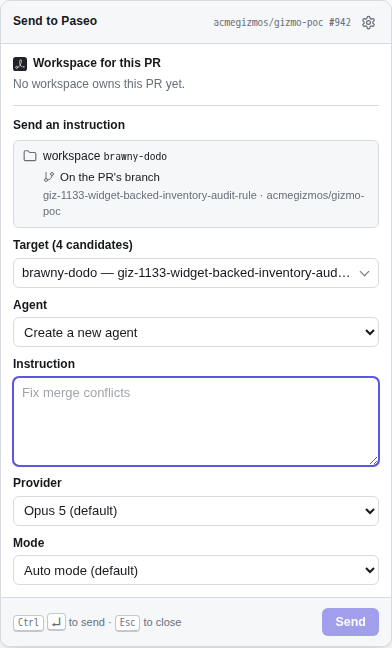 Send to Paseo
acmegizmos/gizmo-poc #942
Workspace for this PR
No workspace owns this PR yet.
Send an instruction
workspace brawny-dodo
On the PR's branch
giz-1133-widget-backed-inventory-audit-rule · acmegizmos/gizmo-
poc
Target (4 candidates)
brawny-dodo — giz-1133-widget-backed-inventory-aud…
Agent
Create a new agent
Instruction
Fix merge conflicts
Provider
Opus 5 (default)
Mode
Auto mode (default)
Ctrl ↵ to send · Esc to close
Send